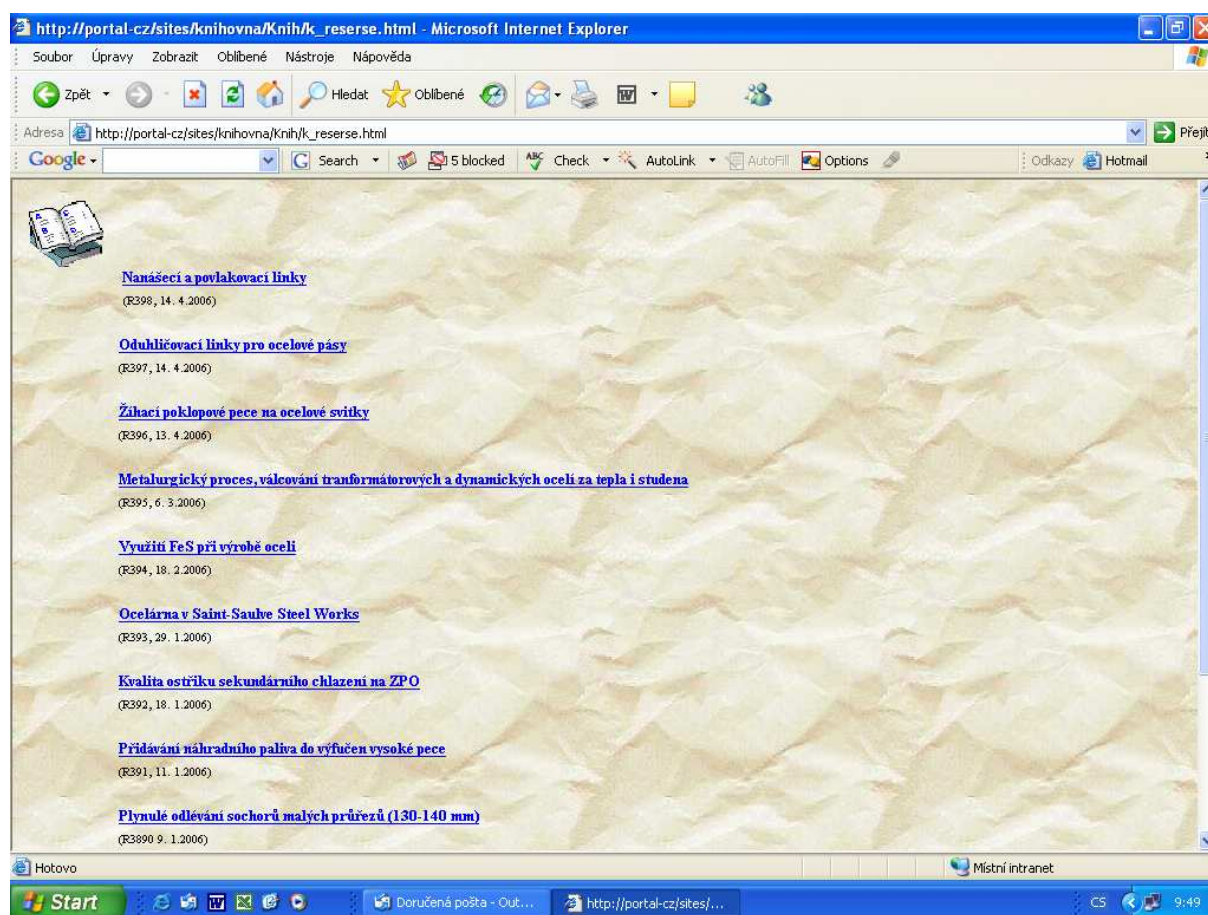 http://portal-cz/sites/knihovna/Knih/k_reserse.html - Microsoft Internet Explorer
Soubor Úpravy Zobrazit Oblíbené Nástroje Nápověda
Zpět Hledat Oblíbené
Adresa http://portal-cz/sites/knihovna/Knih/k_reserse.html Přejít
Google Search 5 blocked Check AutoLink AutoFill Options Odkazy Hotmail
Nanášecí a povlakovací linky
(R398, 14. 4.2006)
Oduhličovací linky pro ocelové pásy
(R397, 14. 4.2006)
Žíhací poklopové pece na ocelové svitky
(R396, 13. 4.2006)
Metalurgický proces, válcování tranformátorových a dynamických ocelí za tepla i studena
(R395, 6. 3.2006)
Využití FeS při výrobě oceli
(R394, 18. 2.2006)
Ocelárna v Saint-Saulve Steel Works
(R393, 29. 1.2006)
Kvalita ostřiku sekundárního chlazení na ZPO
(R392, 18. 1.2006)
Přidávání náhradního paliva do výfučen vysoké pece
(R391, 11. 1.2006)
Plynulé odlévání sochorů malých průřezů (130-140 mm)
(R3890 9. 1.2006)
Hotovo Místní intranet
Start Doručená pošta - Out... http://portal-cz/sites/... CS 9:49